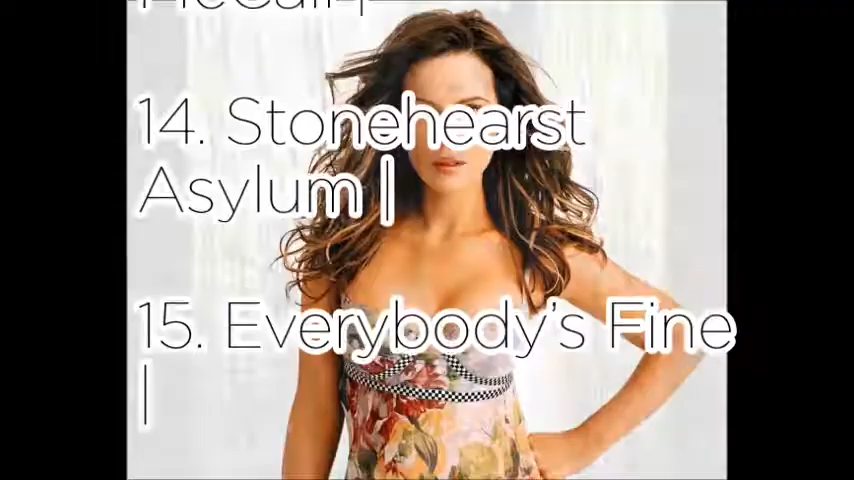 14. Stonehearst
Asylum |
15. Everybody's Fine
|